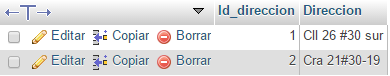 Id_direccion Direccion
Editar Copiar Borrar 1 Cll 26 #30 sur
Editar Copiar Borrar 2 Cra 21#30-19